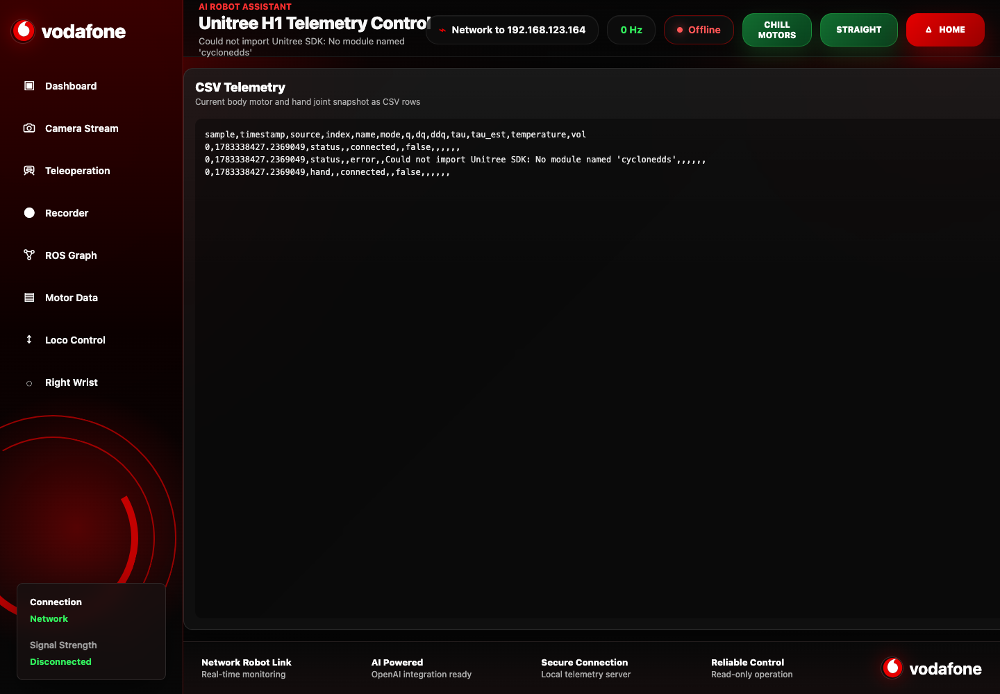 vodafone
Dashboard
Camera Stream
Teleoperation
Recorder
ROS Graph
Motor Data
Loco Control
Right Wrist
Connection
Network
Signal Strength
Disconnected
AI ROBOT ASSISTANT
Unitree H1 Telemetry Control
Could not import Unitree SDK: No module named
'cyclonedds'
Network to 192.168.123.164
0 Hz
Offline
CHILL
MOTORS
STRAIGHT
HOME
CSV Telemetry
Current body motor and hand joint snapshot as CSV rows
sample,timestamp,source,index,name,mode,q,dq,ddq,tau,tau_est,temperature,vol
0,1783338427.2369049,status,,connected,,false,,,,,,
0,1783338427.2369049,status,,error,,Could not import Unitree SDK: No module named 'cyclonedds',,,,,,
0,1783338427.2369049,hand,,connected,,false,,,,,,
Network Robot Link
Real-time monitoring
AI Powered
OpenAI integration ready
Secure Connection
Local telemetry server
Reliable Control
Read-only operation
vodafone